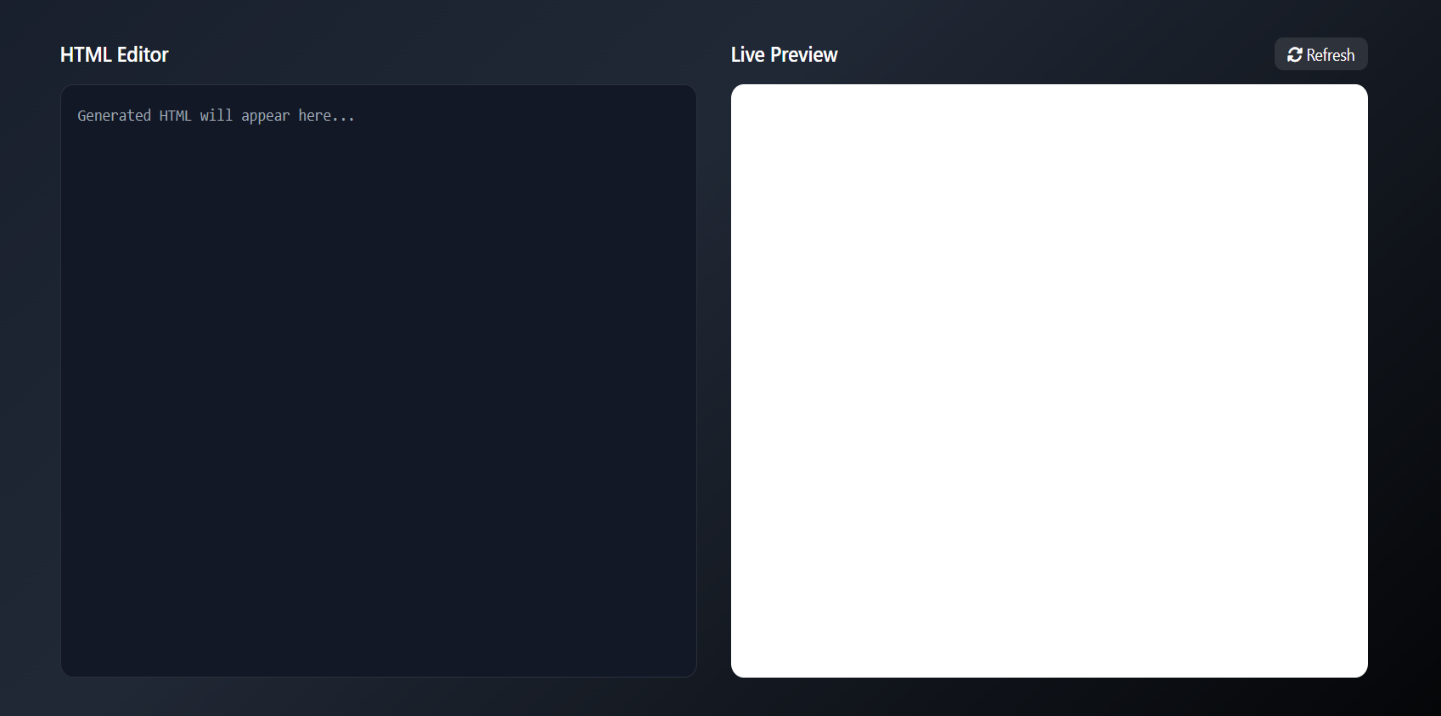 HTML Editor
Live Preview
Refresh
Generated HTML will appear here...